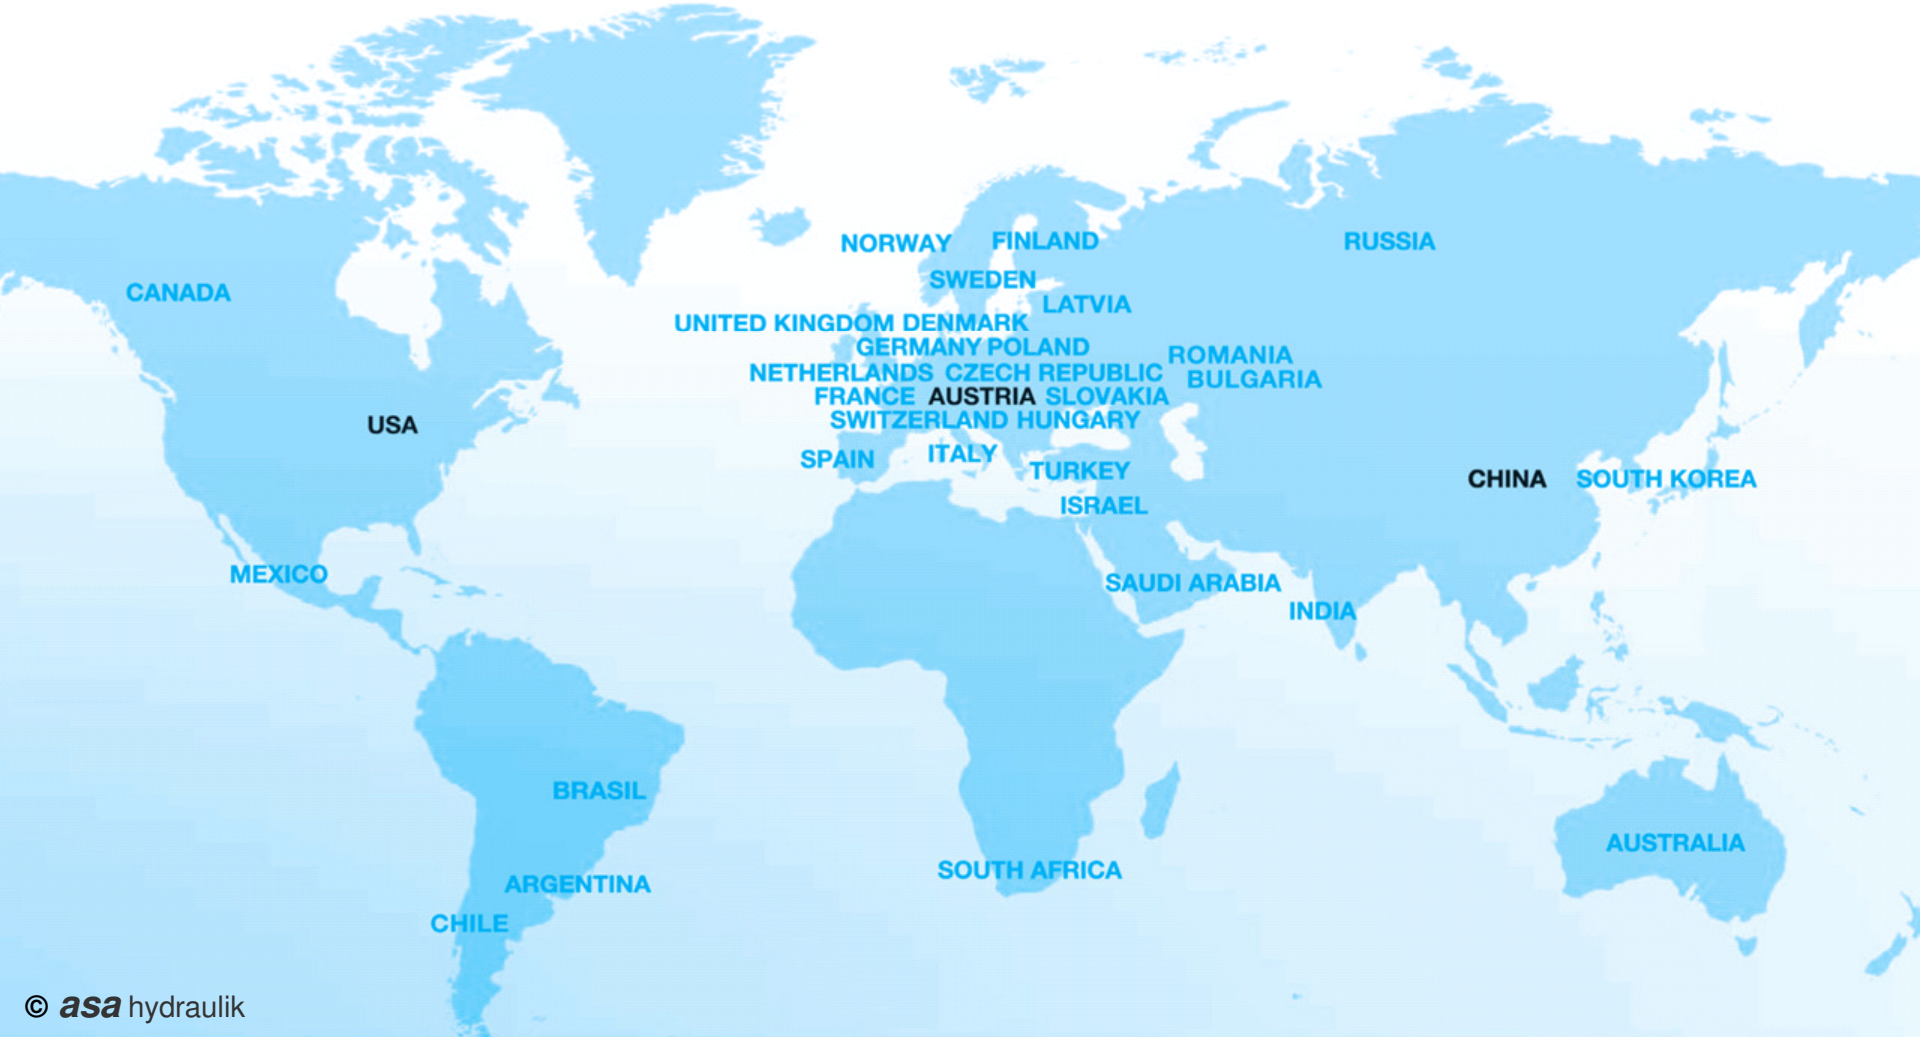 NORWAY FINLAND RUSSIA
SWEDEN
CANADA LATVIA
UNITED KINGDOM DENMARK
GERMANY POLAND ROMANIA
NETHERLANDS CZECH REPUBLIC BULGARIA
FRANCE AUSTRIA SLOVAKIA
USA SWITZERLAND HUNGARY
SPAIN ITALY
TURKEY CHINA SOUTH KOREA
ISRAEL
MEXICO SAUDI ARABIA
INDIA
BRASIL
AUSTRALIA
ARGENTINA SOUTH AFRICA
CHILE
© asa hydraulik